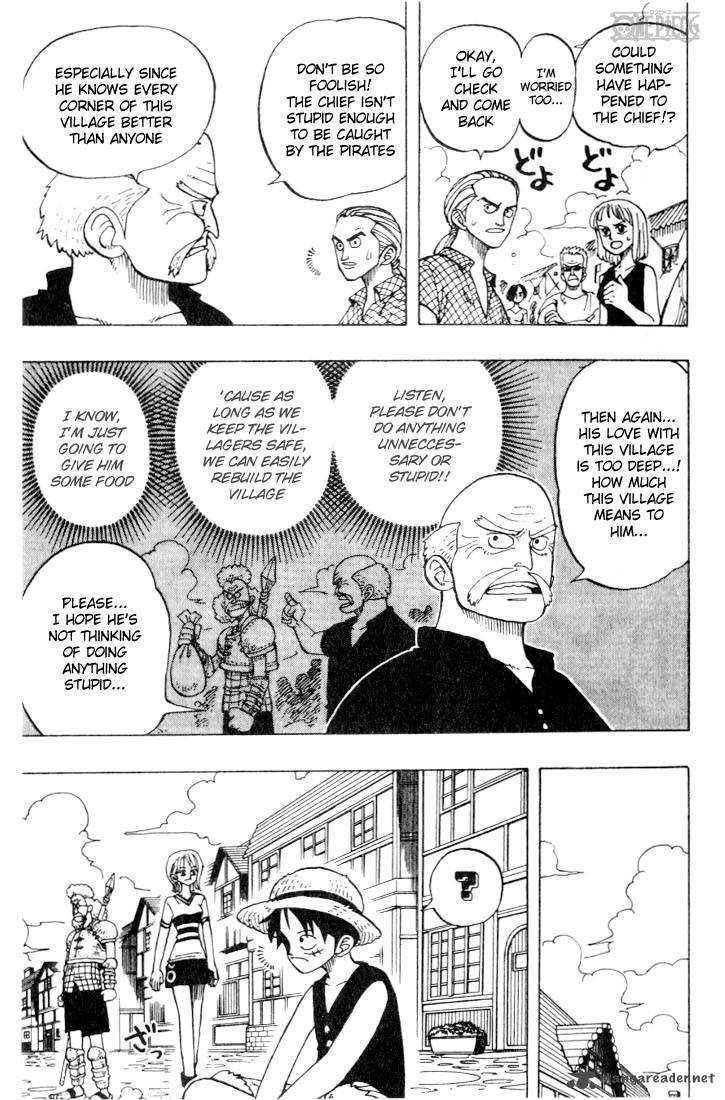 ワンピース
ONE PIECE
COULD
SOMETHING
HAVE HAP-
PENED TO
THE CHIEF!?
I'M
WORRIED
TOO...
OKAY,
I'LL GO
CHECK
AND COME
BACK
どよ
どよ
DON'T BE SO
FOOLISH!
THE CHIEF ISN'T
STUPID ENOUGH
TO BE CAUGHT
BY THE PIRATES
ESPECIALLY SINCE
HE KNOWS EVERY
CORNER OF THIS
VILLAGE BETTER
THAN ANYONE
THEN AGAIN...
HIS LOVE WITH
THIS VILLAGE
IS TOO DEEP...!
HOW MUCH
THIS VILLAGE
MEANS TO
HIM...
LISTEN,
PLEASE DON'T
DO ANYTHING
UNNECCES-
SARY OR
STUPID!!
'CAUSE AS
LONG AS WE
KEEP THE VIL-
LAGERS SAFE,
WE CAN EASILY
REBUILD THE
VILLAGE
I KNOW,
I'M JUST
GOING TO
GIVE HIM
SOME FOOD
PLEASE...
I HOPE HE'S
NOT THINKING
OF DOING
ANYTHING
STUPID...
?
ざっ
mangareader.net